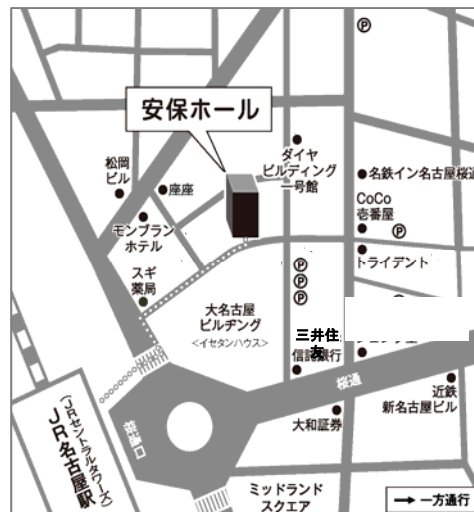 Ⓟ
安保ホール
松岡
ビル
座座
ダイヤ
ビルディング
一号館
名鉄イン名古屋桜通
CoCo
壱番屋
Ⓟ
モンブラン
ホテル
トライデント
スギ
薬局
Ⓟ
Ⓟ
Ⓟ
大名古屋
ビルヂング
<イセタンハウス>
三井住
友
信託銀行
桜通
近鉄
新名古屋ビル
大和証券
桜通口
(JRセントラルタワーズ)
JR名古屋駅
ミッドランド
スクエア
→ 一方通行